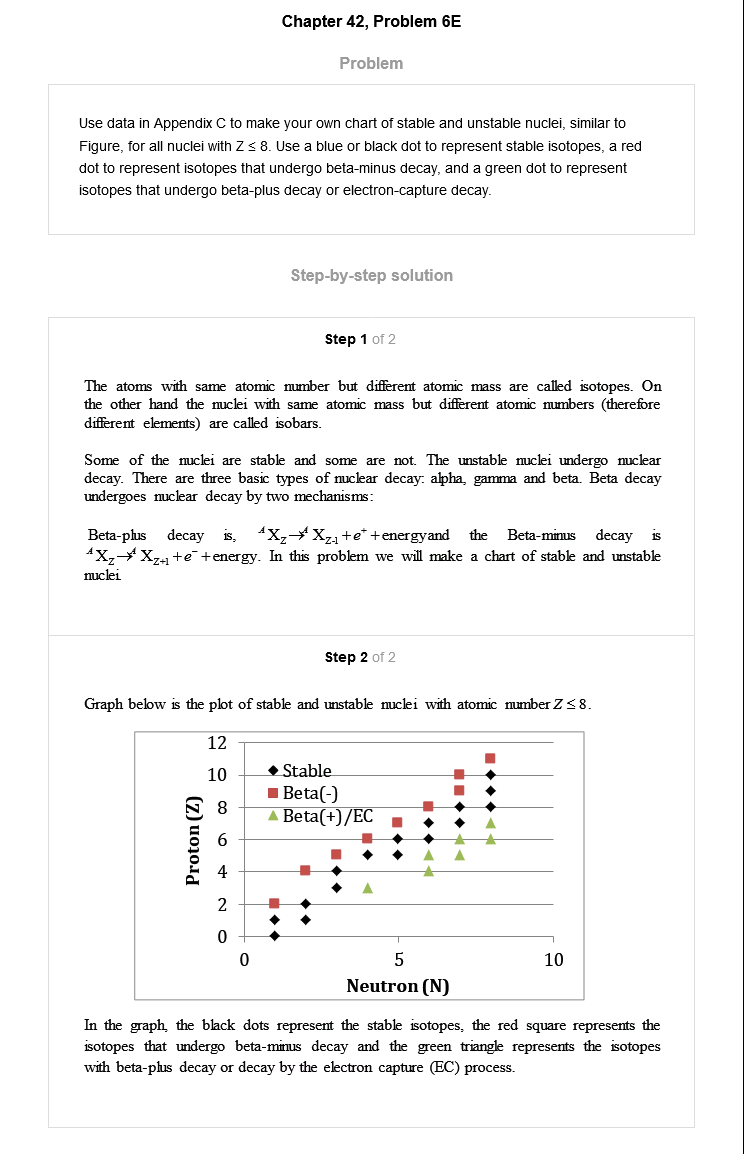 Chapter 42, Problem 6E
Problem
Use data in Appendix C to make your own chart of stable and unstable nuclei, similar to
Figure, for all nuclei with Z ≤ 8. Use a blue or black dot to represent stable isotopes, a red
dot to represent isotopes that undergo beta-minus decay, and a green dot to represent
isotopes that undergo beta-plus decay or electron-capture decay.
Step-by-step solution
Step 1 of 2
The atoms with same atomic number but different atomic mass are called isotopes. On
the other hand the nuclei with same atomic mass but different atomic numbers (therefore
different elements) are called isobars.
Some of the nuclei are stable and some are not. The unstable nuclei undergo nuclear
decay. There are three basic types of nuclear decay: alpha, gamma and beta. Beta decay
undergoes nuclear decay by two mechanisms:
Beta-plus decay is, ᴬX_Z→ᴬX_{Z-1}+e⁺+energyand the Beta-minus decay is
ᴬX_Z→ᴬX_{Z+1}+e⁻+energy. In this problem we will make a chart of stable and unstable
nuclei.
Step 2 of 2
Graph below is the plot of stable and unstable nuclei with atomic number Z ≤ 8.
12
10
8
6
4
2
0
Proton (Z)
Stable
Beta(-)
Beta(+)/EC
0 5 10
Neutron (N)
In the graph, the black dots represent the stable isotopes, the red square represents the
isotopes that undergo beta-minus decay and the green triangle represents the isotopes
with beta-plus decay or decay by the electron capture (EC) process.